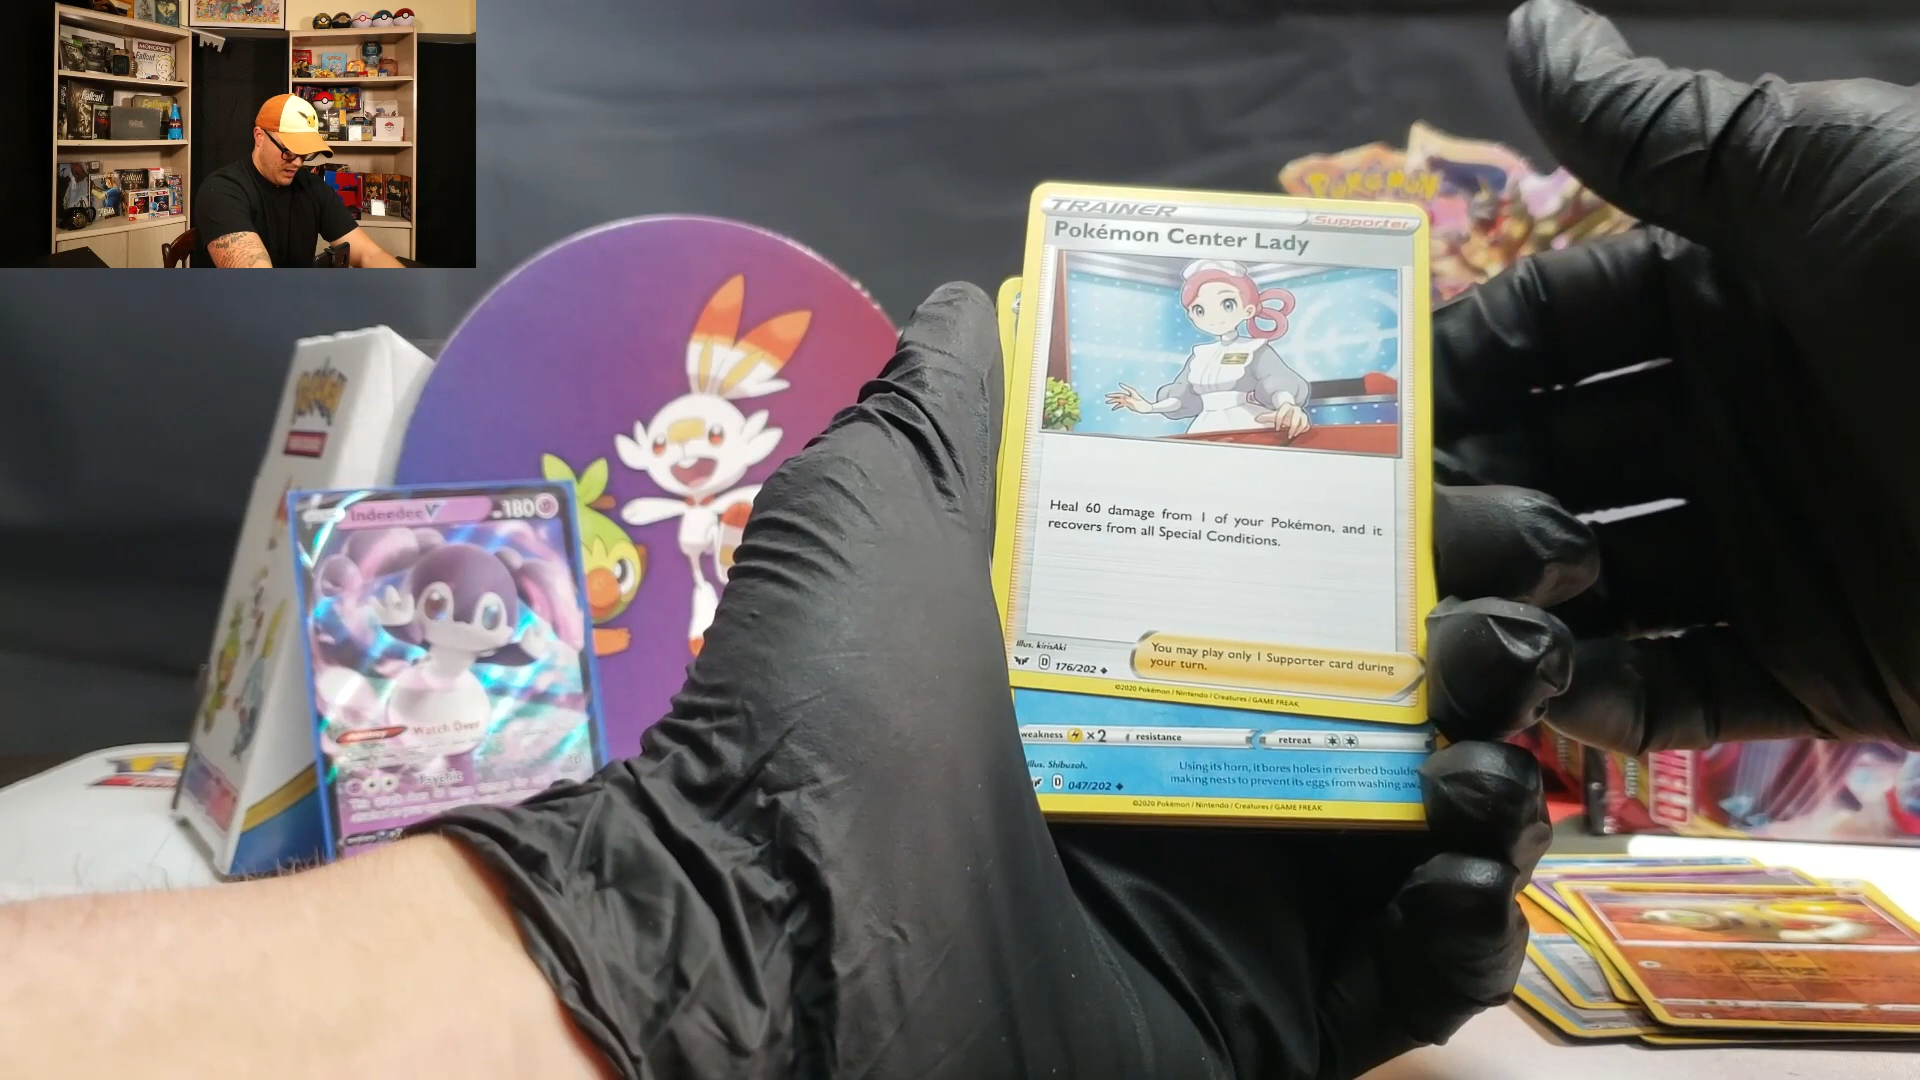 MONOPOLY
Fallout
Fallout
POKÉMON
TRAINER
Supporter
Pokémon Center Lady
Heal 60 damage from 1 of your Pokémon, and it
recovers from all Special Conditions.
Illus. kirisAki
D 176/202
You may play only 1 Supporter card during
your turn.
©2020 Pokémon / Nintendo / Creatures / GAME FREAK
weakness ×2 resistance retreat
Illus. Shibuzoh.
D 047/202
Using its horn, it bores holes in riverbed boulde
making nests to prevent its eggs from washing aw
©2020 Pokémon / Nintendo / Creatures / GAME FREAK
Indeedee V
180
Watch Over
Psychic